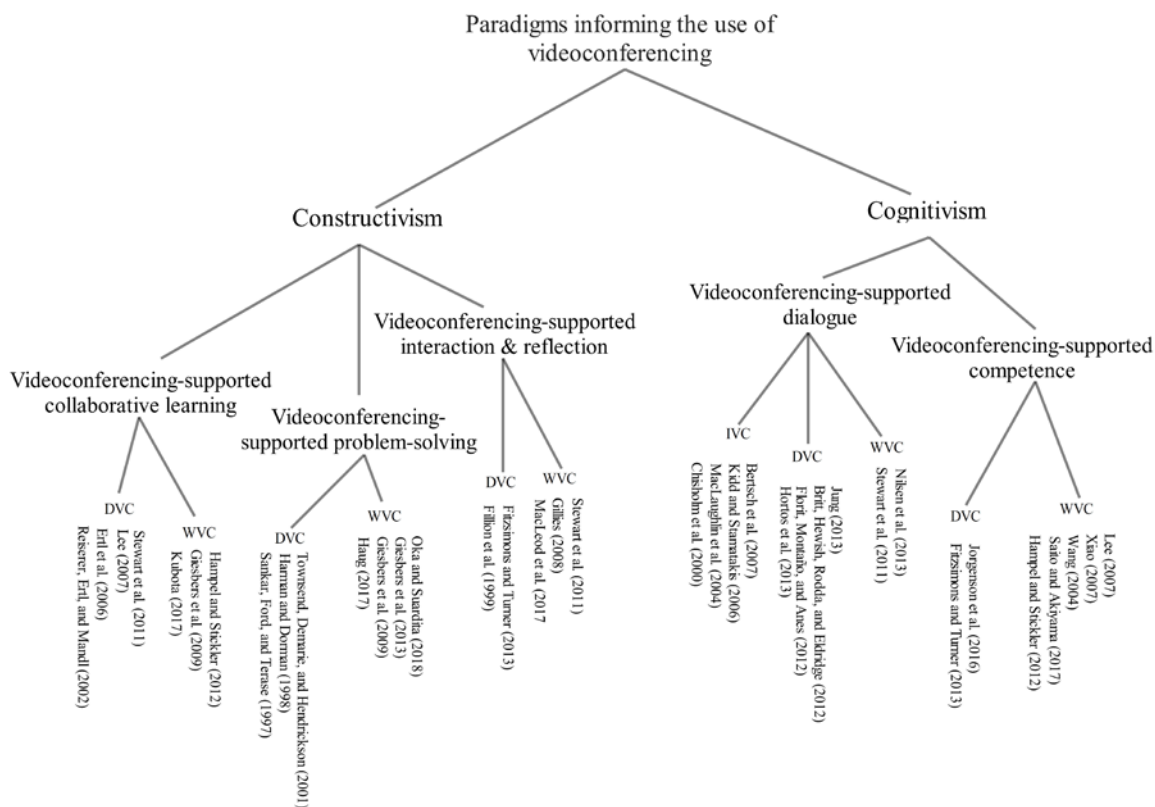 Paradigms informing the use of
videoconferencing
Constructivism
Cognitivism
Videoconferencing-supported
collaborative learning
Videoconferencing-
supported problem-solving
Videoconferencing-supported
interaction & reflection
Videoconferencing-supported
dialogue
Videoconferencing-supported
competence
DVC
Stewart et al. (2011)
Lee (2007)
Ertl et al. (2006)
Reiserer, Ertl, and Mandl (2002)
WVC
Hampel and Stickler (2012)
Giesbers et al. (2009)
Kubota (2017)
DVC
Townsend, Demarie, and Hendrickson (2001)
Harman and Dorman (1998)
Sankar, Ford, and Terase (1997)
WVC
Oka and Suardita (2018)
Giesbers et al. (2013)
Giesbers et al. (2009)
Haug (2017)
DVC
Fitzsimons and Turner (2013)
Fillion et al. (1999)
WVC
Stewart et al. (2011)
Gillies (2008)
MacLeod et al. 2017
IVC
Bertsch et al. (2007)
Kidd and Stamatakis (2006)
MacLaughlin et al. (2004)
Chisholm et al. (2000)
DVC
Jung (2013)
Britt, Hewish, Rodda, and Eldridge (2012)
Florit, Montaño, and Anes (2012)
Hortos et al. (2013)
WVC
Nilsen et al. (2013)
Stewart et al. (2011)
DVC
Jorgenson et al. (2016)
Fitzsimons and Turner (2013)
WVC
Lee (2007)
Xiao (2007)
Wang (2004)
Saito and Akiyama (2017)
Hampel and Stickler (2012)